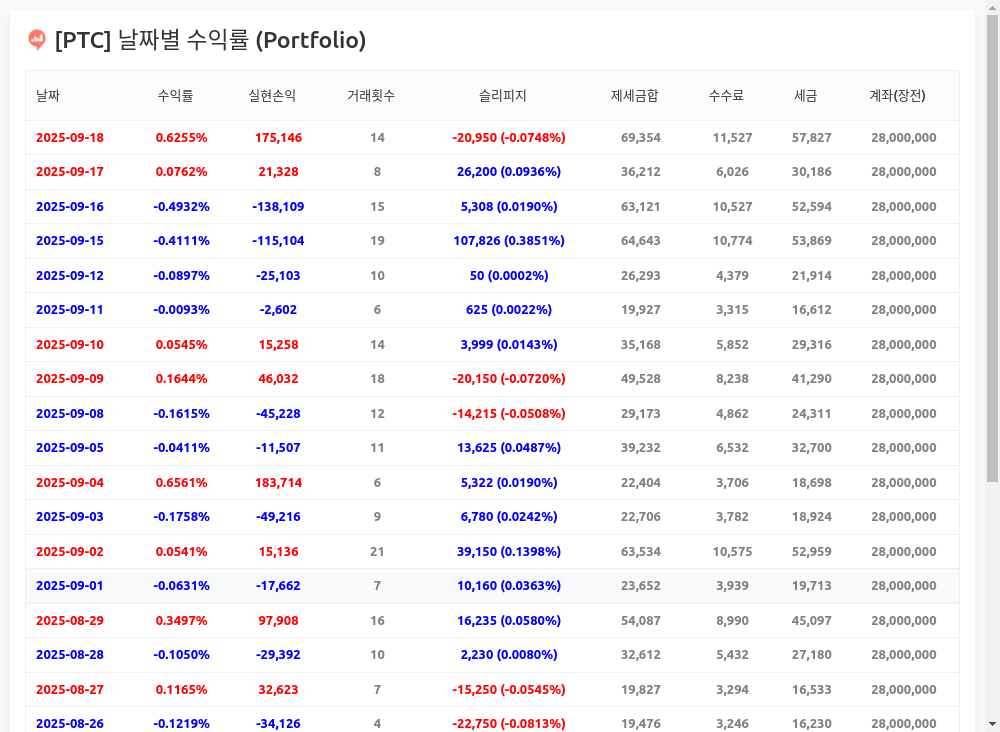 [PTC] 날짜별 수익률 (Portfolio)
날짜 수익률 실현손익 거래횟수 슬리피지 제세금합 수수료 세금 계좌(장전)
2025-09-18 0.6255% 175,146 14 -20,950 (-0.0748%) 69,354 11,527 57,827 28,000,000
2025-09-17 0.0762% 21,328 8 26,200 (0.0936%) 36,212 6,026 30,186 28,000,000
2025-09-16 -0.4932% -138,109 15 5,308 (0.0190%) 63,121 10,527 52,594 28,000,000
2025-09-15 -0.4111% -115,104 19 107,826 (0.3851%) 64,643 10,774 53,869 28,000,000
2025-09-12 -0.0897% -25,103 10 50 (0.0002%) 26,293 4,379 21,914 28,000,000
2025-09-11 -0.0093% -2,602 6 625 (0.0022%) 19,927 3,315 16,612 28,000,000
2025-09-10 0.0545% 15,258 14 3,999 (0.0143%) 35,168 5,852 29,316 28,000,000
2025-09-09 0.1644% 46,032 18 -20,150 (-0.0720%) 49,528 8,238 41,290 28,000,000
2025-09-08 -0.1615% -45,228 12 -14,215 (-0.0508%) 29,173 4,862 24,311 28,000,000
2025-09-05 -0.0411% -11,507 11 13,625 (0.0487%) 39,232 6,532 32,700 28,000,000
2025-09-04 0.6561% 183,714 6 5,322 (0.0190%) 22,404 3,706 18,698 28,000,000
2025-09-03 -0.1758% -49,216 9 6,780 (0.0242%) 22,706 3,782 18,924 28,000,000
2025-09-02 0.0541% 15,136 21 39,150 (0.1398%) 63,534 10,575 52,959 28,000,000
2025-09-01 -0.0631% -17,662 7 10,160 (0.0363%) 23,652 3,939 19,713 28,000,000
2025-08-29 0.3497% 97,908 16 16,235 (0.0580%) 54,087 8,990 45,097 28,000,000
2025-08-28 -0.1050% -29,392 10 2,230 (0.0080%) 32,612 5,432 27,180 28,000,000
2025-08-27 0.1165% 32,623 7 -15,250 (-0.0545%) 19,827 3,294 16,533 28,000,000
2025-08-26 -0.1219% -34,126 4 -22,750 (-0.0813%) 19,476 3,246 16,230 28,000,000